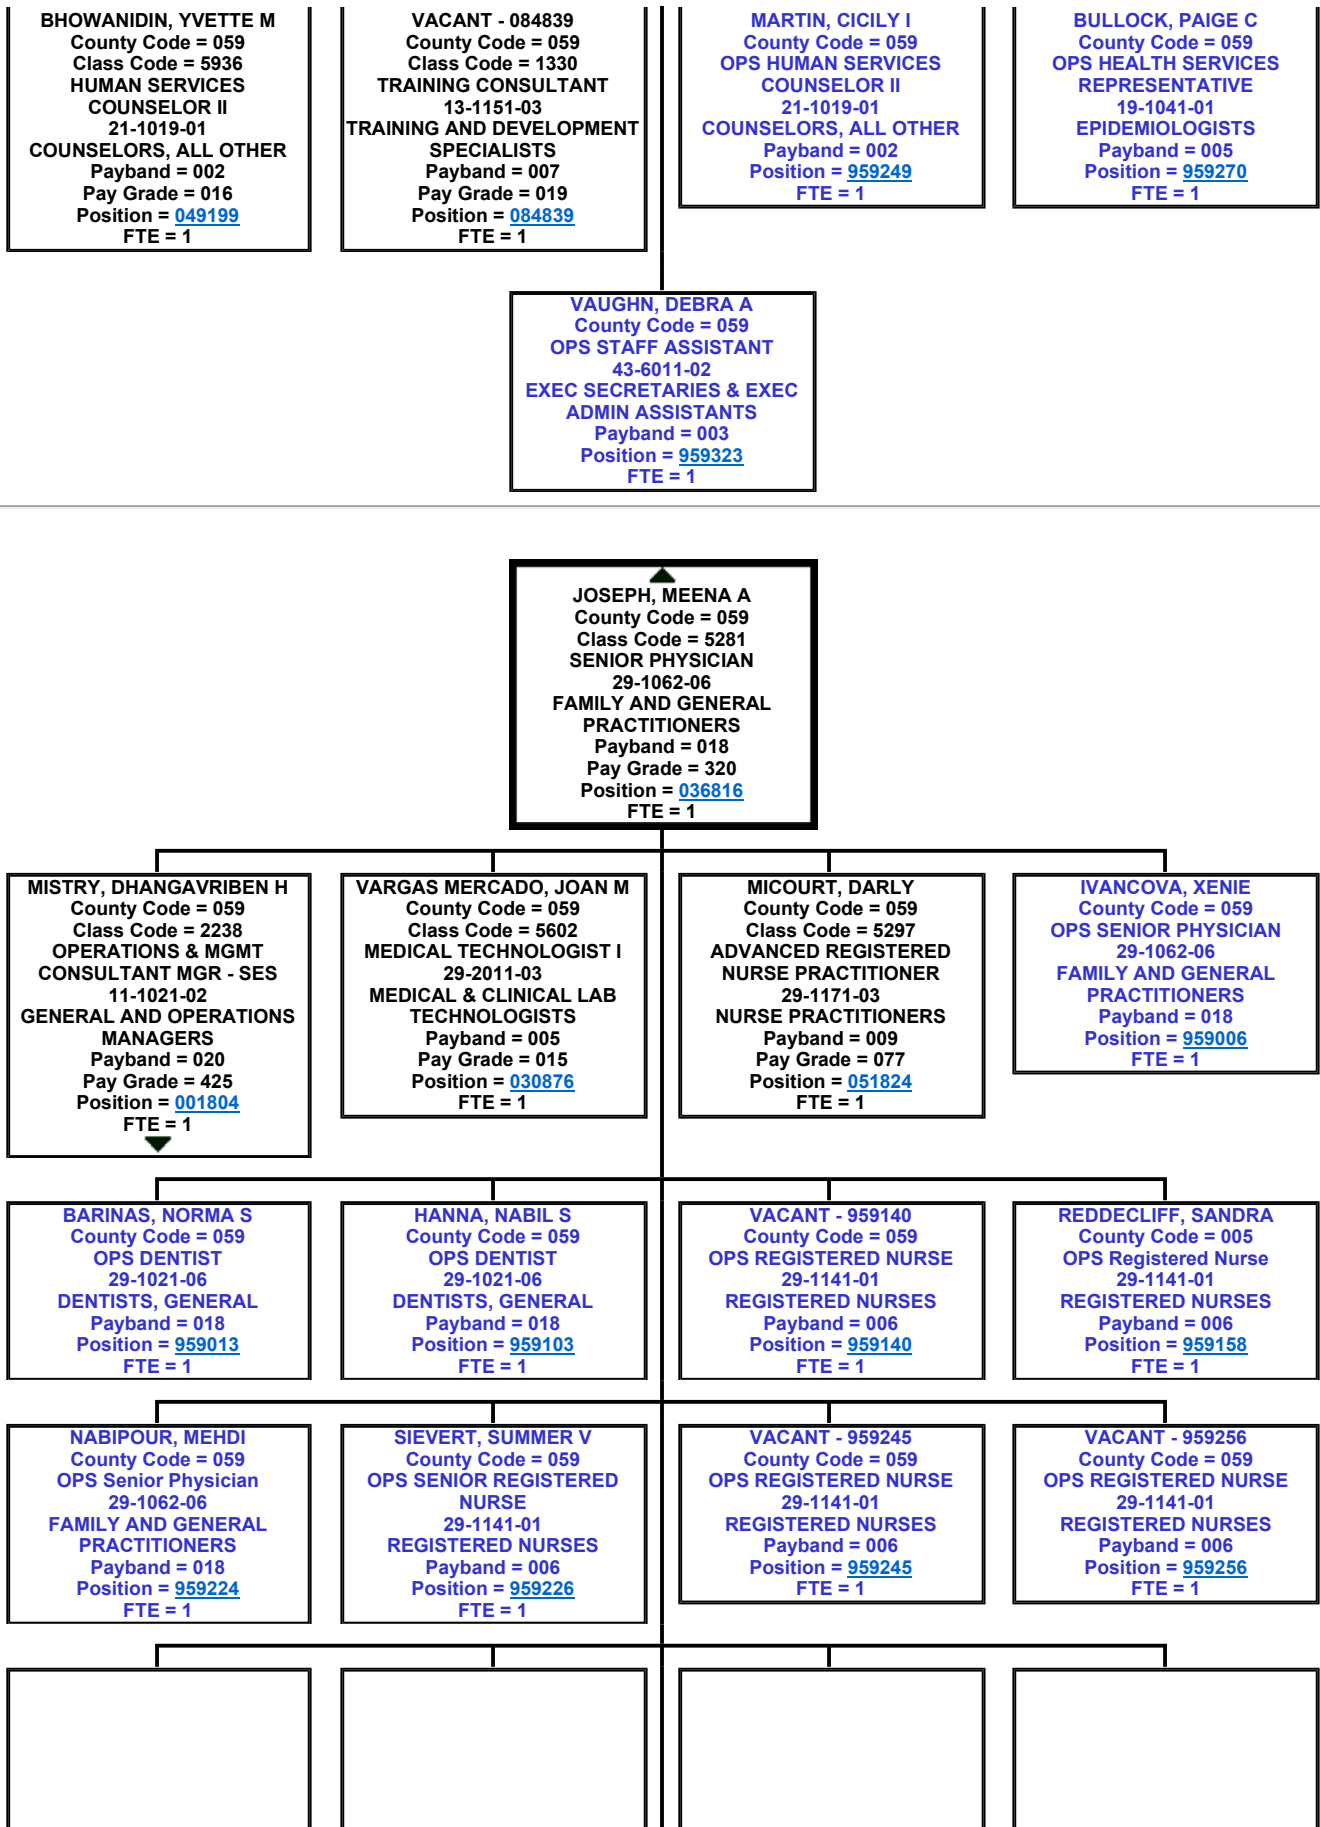 BHOWANIDIN, YVETTE M
County Code = 059
Class Code = 5936
HUMAN SERVICES
COUNSELOR II
21-1019-01
COUNSELORS, ALL OTHER
Payband = 002
Pay Grade = 016
Position = 049199
FTE = 1
VACANT - 084839
County Code = 059
Class Code = 1330
TRAINING CONSULTANT
13-1151-03
TRAINING AND DEVELOPMENT
SPECIALISTS
Payband = 007
Pay Grade = 019
Position = 084839
FTE = 1
MARTIN, CICILY I
County Code = 059
OPS HUMAN SERVICES
COUNSELOR II
21-1019-01
COUNSELORS, ALL OTHER
Payband = 002
Position = 959249
FTE = 1
BULLOCK, PAIGE C
County Code = 059
OPS HEALTH SERVICES
REPRESENTATIVE
19-1041-01
EPIDEMIOLOGISTS
Payband = 005
Position = 959270
FTE = 1
VAUGHN, DEBRA A
County Code = 059
OPS STAFF ASSISTANT
43-6011-02
EXEC SECRETARIES & EXEC
ADMIN ASSISTANTS
Payband = 003
Position = 959323
FTE = 1
JOSEPH, MEENA A
County Code = 059
Class Code = 5281
SENIOR PHYSICIAN
29-1062-06
FAMILY AND GENERAL
PRACTITIONERS
Payband = 018
Pay Grade = 320
Position = 036816
FTE = 1
MISTRY, DHANGAVRIBEN H
County Code = 059
Class Code = 2238
OPERATIONS & MGMT
CONSULTANT MGR - SES
11-1021-02
GENERAL AND OPERATIONS
MANAGERS
Payband = 020
Pay Grade = 425
Position = 001804
FTE = 1
VARGAS MERCADO, JOAN M
County Code = 059
Class Code = 5602
MEDICAL TECHNOLOGIST I
29-2011-03
MEDICAL & CLINICAL LAB
TECHNOLOGISTS
Payband = 005
Pay Grade = 015
Position = 030876
FTE = 1
MICOURT, DARLY
County Code = 059
Class Code = 5297
ADVANCED REGISTERED
NURSE PRACTITIONER
29-1171-03
NURSE PRACTITIONERS
Payband = 009
Pay Grade = 077
Position = 051824
FTE = 1
IVANCOVA, XENIE
County Code = 059
OPS SENIOR PHYSICIAN
29-1062-06
FAMILY AND GENERAL
PRACTITIONERS
Payband = 018
Position = 959006
FTE = 1
BARINAS, NORMA S
County Code = 059
OPS DENTIST
29-1021-06
DENTISTS, GENERAL
Payband = 018
Position = 959013
FTE = 1
HANNA, NABIL S
County Code = 059
OPS DENTIST
29-1021-06
DENTISTS, GENERAL
Payband = 018
Position = 959103
FTE = 1
VACANT - 959140
County Code = 059
OPS REGISTERED NURSE
29-1141-01
REGISTERED NURSES
Payband = 006
Position = 959140
FTE = 1
REDDECLIFF, SANDRA
County Code = 005
OPS Registered Nurse
29-1141-01
REGISTERED NURSES
Payband = 006
Position = 959158
FTE = 1
NABIPOUR, MEHDI
County Code = 059
OPS Senior Physician
29-1062-06
FAMILY AND GENERAL
PRACTITIONERS
Payband = 018
Position = 959224
FTE = 1
SIEVERT, SUMMER V
County Code = 059
OPS SENIOR REGISTERED
NURSE
29-1141-01
REGISTERED NURSES
Payband = 006
Position = 959226
FTE = 1
VACANT - 959245
County Code = 059
OPS REGISTERED NURSE
29-1141-01
REGISTERED NURSES
Payband = 006
Position = 959245
FTE = 1
VACANT - 959256
County Code = 059
OPS REGISTERED NURSE
29-1141-01
REGISTERED NURSES
Payband = 006
Position = 959256
FTE = 1